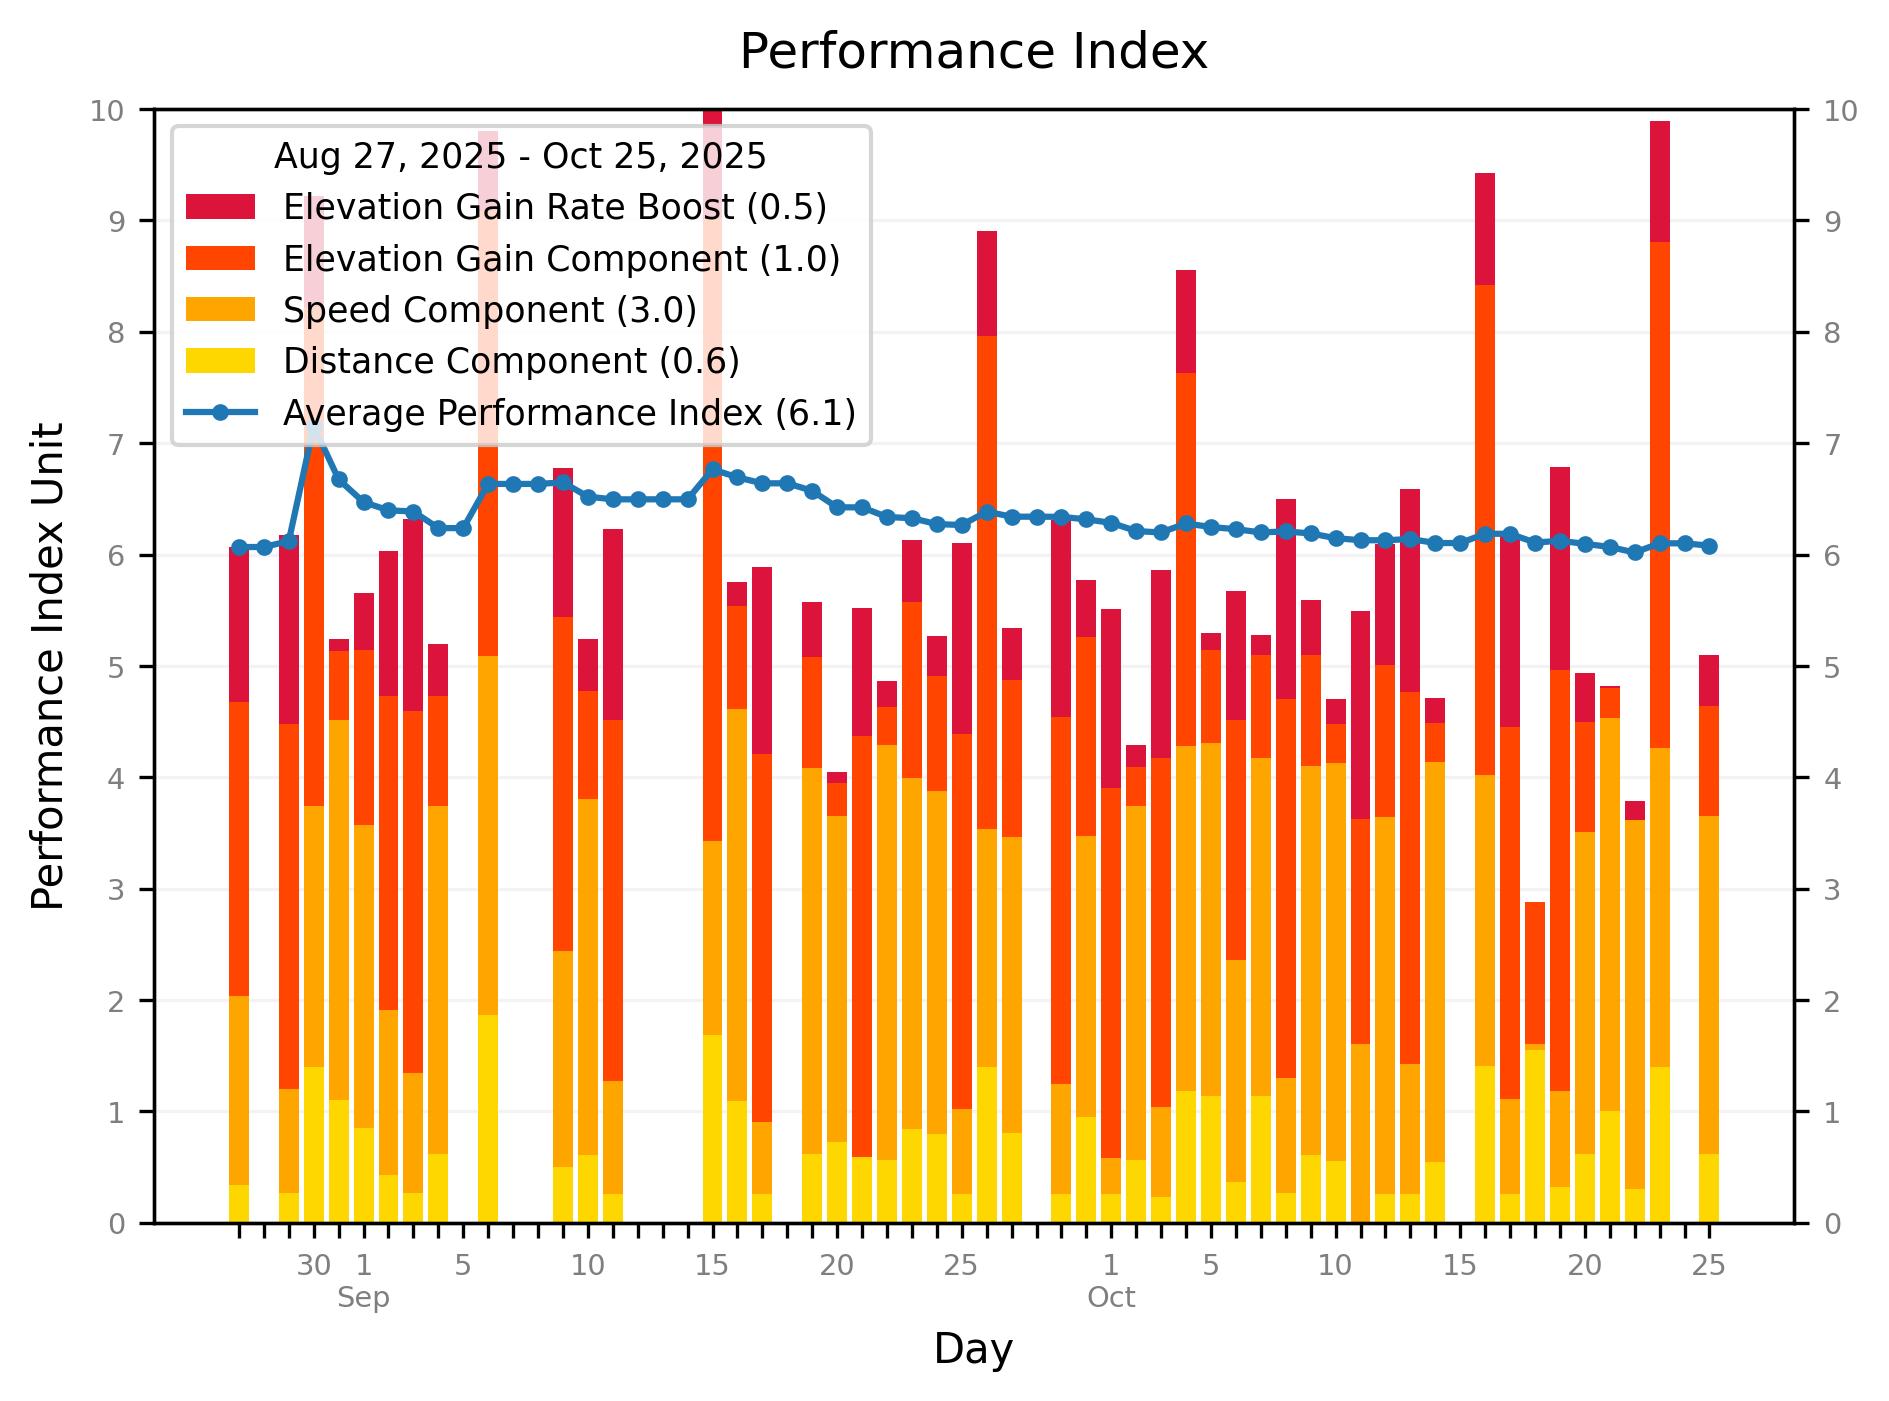 Performance Index
Aug 27, 2025 - Oct 25, 2025
Elevation Gain Rate Boost (0.5)
Elevation Gain Component (1.0)
Speed Component (3.0)
Distance Component (0.6)
Average Performance Index (6.1)
Performance Index Unit
10
9
8
7
6
5
4
3
2
1
0
10
9
8
7
6
5
4
3
2
1
0
30 1 5 10 15 20 25 1 5 10 15 20 25
Sep Oct
Day